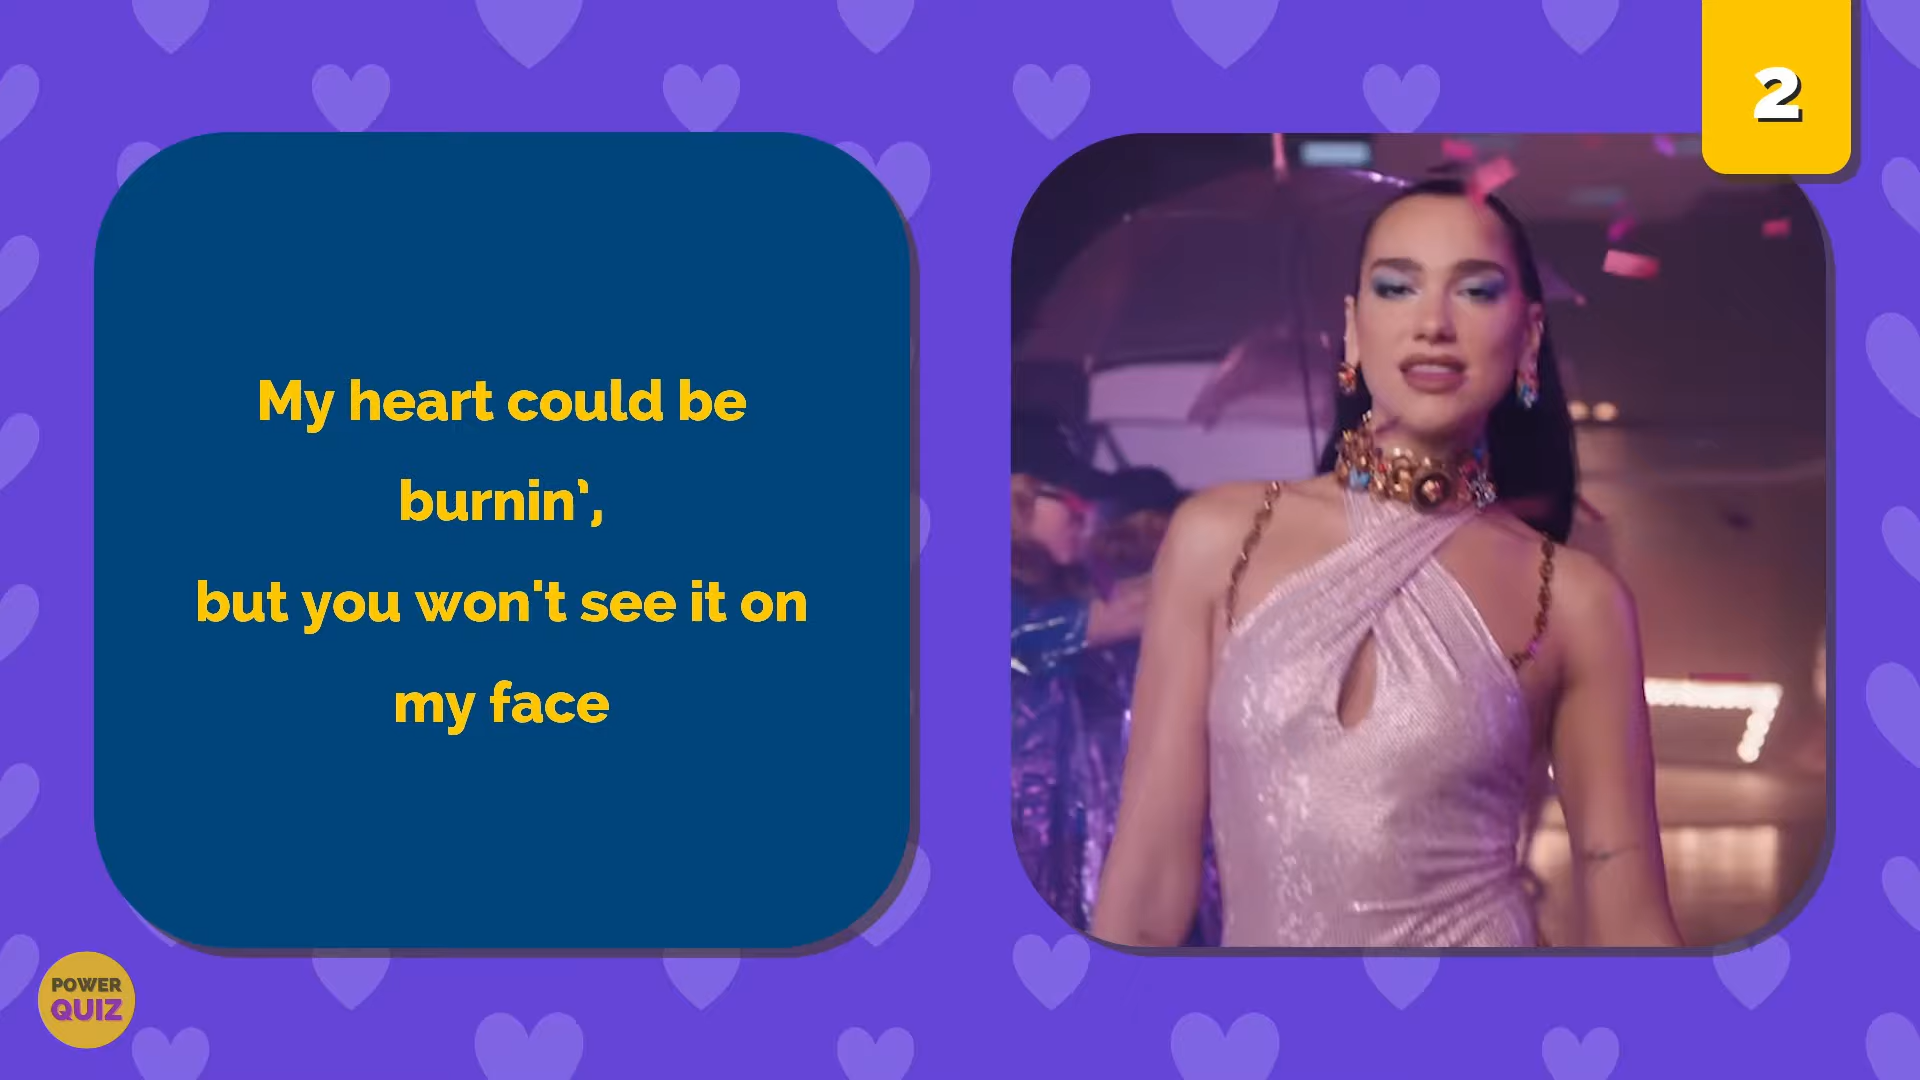 2
My heart could be
burnin’,
but you won't see it on
my face
POWER
QUIZ